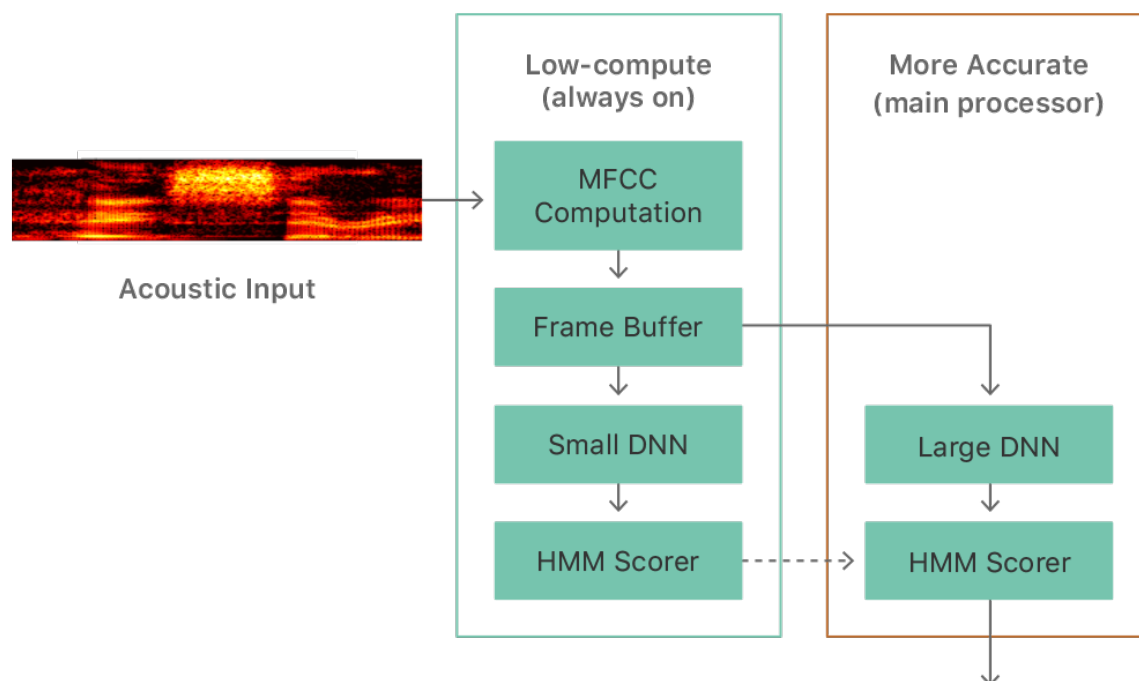 Low-compute
(always on)
More Accurate
(main processor)
MFCC
Computation
Acoustic Input
Frame Buffer
Small DNN
Large DNN
HMM Scorer
HMM Scorer